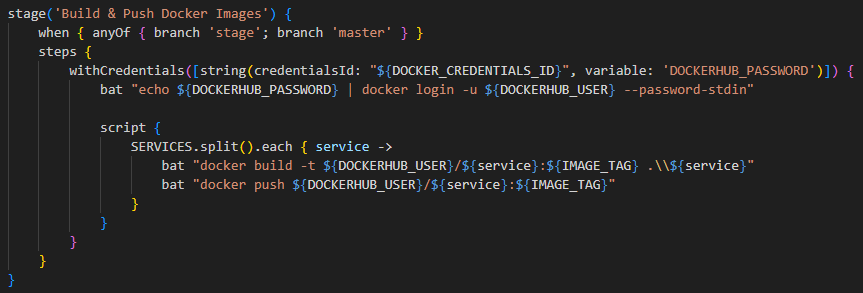 stage('Build & Push Docker Images') {
    when { anyOf { branch 'stage'; branch 'master' } }
    steps {
        withCredentials([string(credentialsId: "${DOCKER_CREDENTIALS_ID}", variable: 'DOCKERHUB_PASSWORD')]) {
            bat "echo ${DOCKERHUB_PASSWORD} | docker login -u ${DOCKERHUB_USER} --password-stdin"

            script {
                SERVICES.split().each { service ->
                    bat "docker build -t ${DOCKERHUB_USER}/${service}:${IMAGE_TAG} .\\${service}"
                    bat "docker push ${DOCKERHUB_USER}/${service}:${IMAGE_TAG}"
                }
            }
        }
    }
}